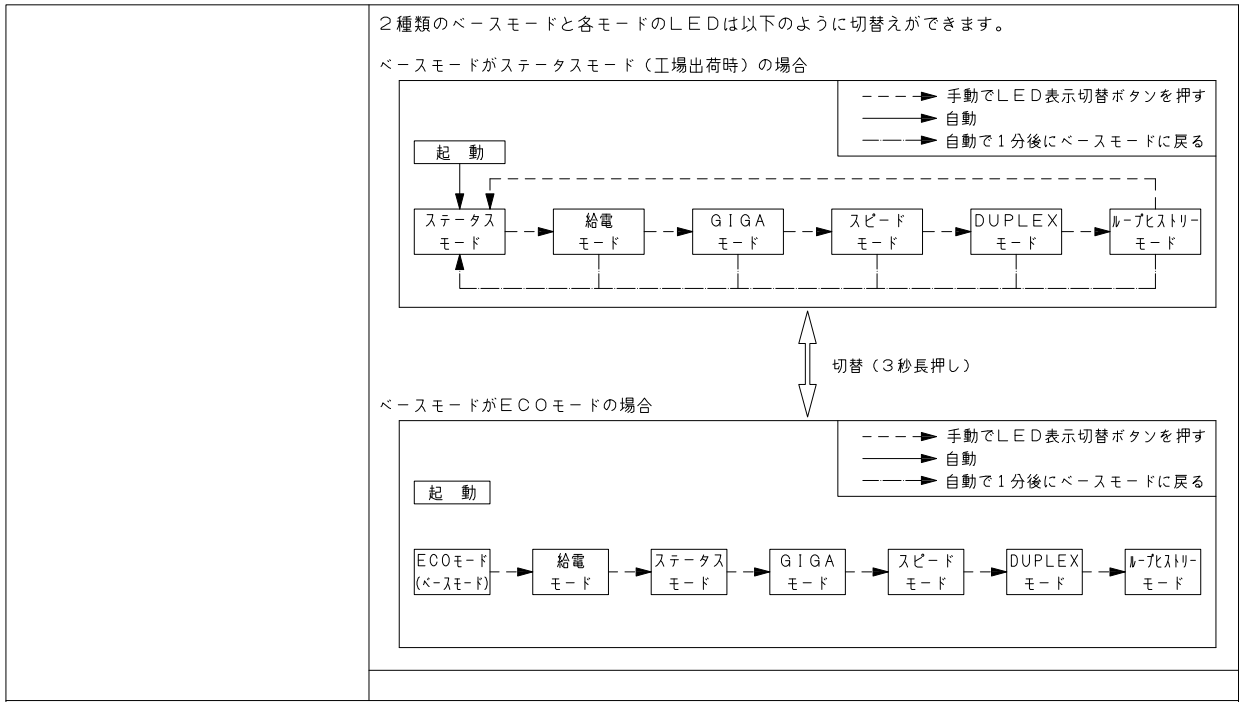 ２種類のベースモードと各モードのＬＥＤは以下のように切替えができます。
ベースモードがステータスモード（工場出荷時）の場合
手動でＬＥＤ表示切替ボタンを押す
自動
自動で１分後にベースモードに戻る
起　動
ステータス
モード
給電
モード
ＧＩＧＡ
モード
スピード
モード
ＤＵＰＬＥＸ
モード
ﾙｰﾌﾟﾋｽﾄﾘｰ
モード
切替（３秒長押し）
ベースモードがＥＣＯモードの場合
手動でＬＥＤ表示切替ボタンを押す
自動
自動で１分後にベースモードに戻る
起　動
ECOﾓｰﾄﾞ
(ﾍﾞｰｽﾓｰﾄﾞ)
給電
モード
ステータス
モード
ＧＩＧＡ
モード
スピード
モード
DUPLEX
モード
ﾙｰﾌﾟﾋｽﾄﾘｰ
モード